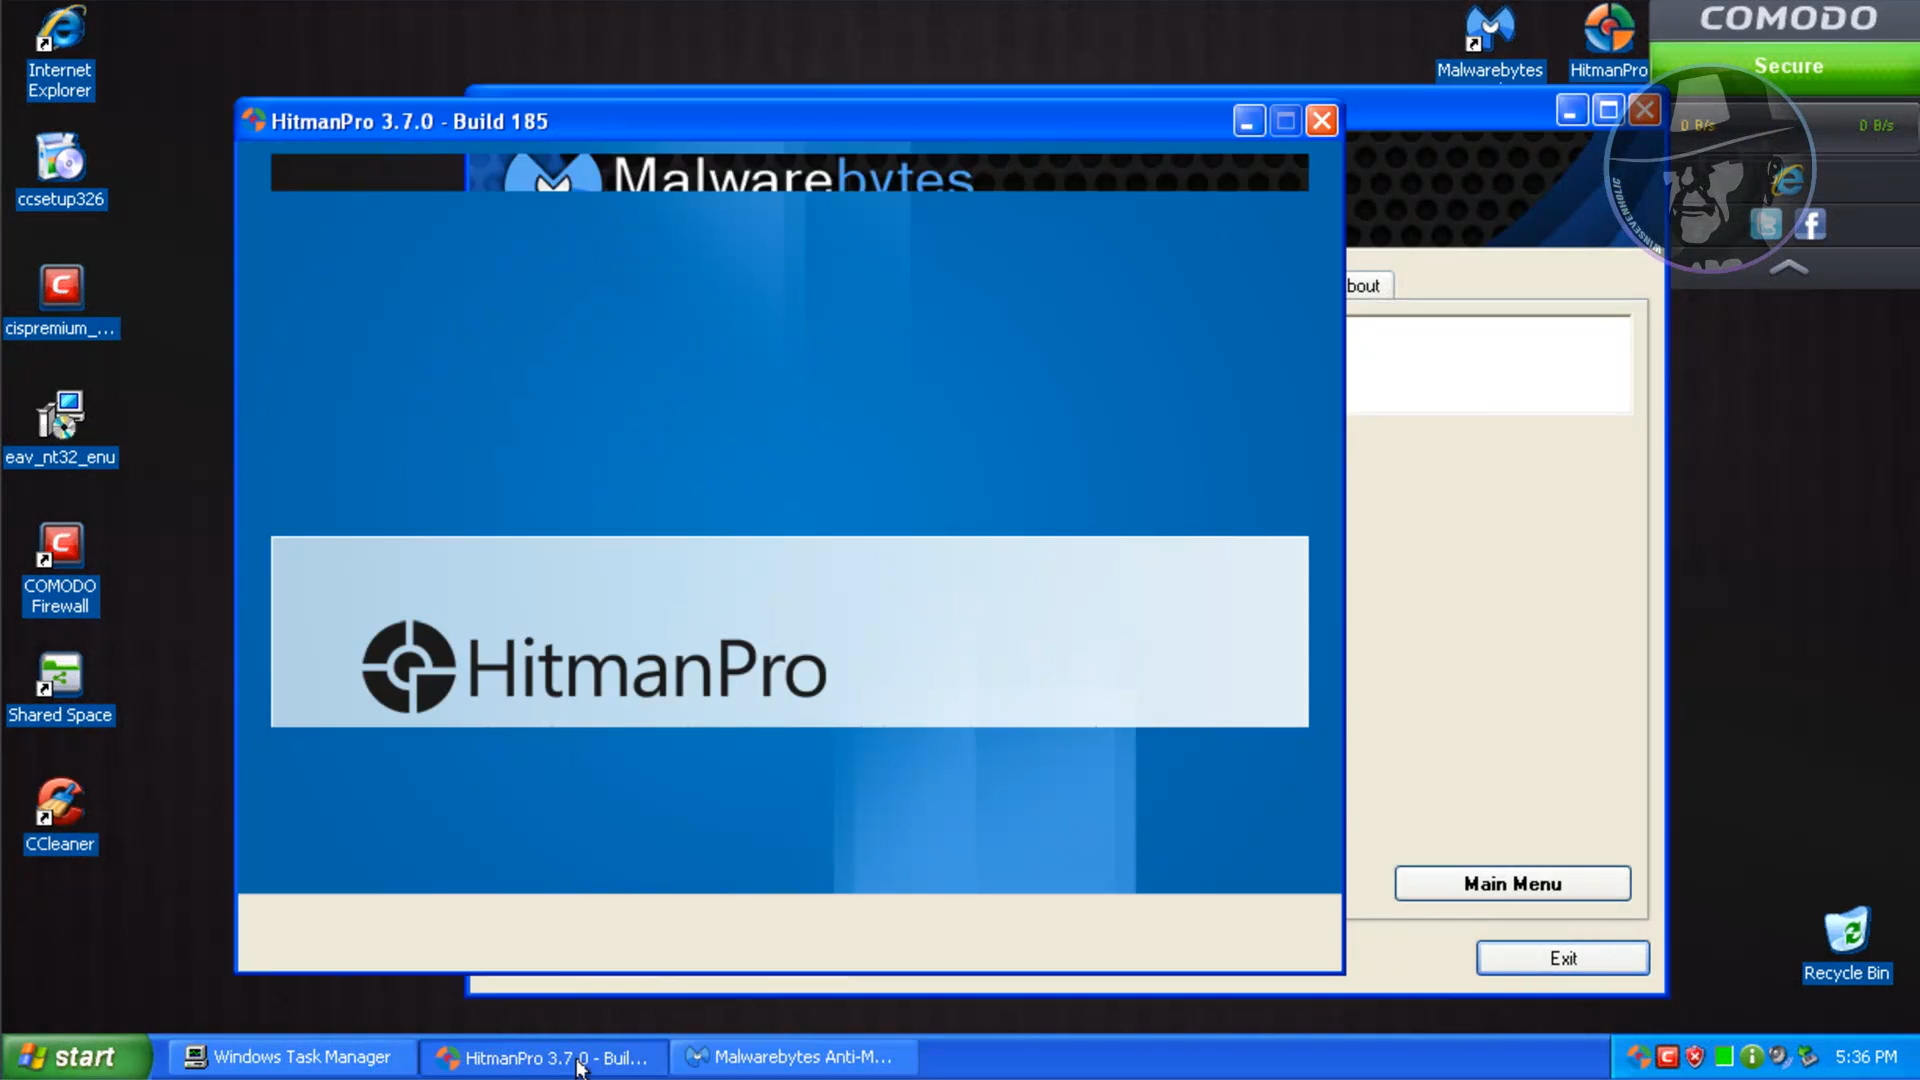 Internet
Explorer
ccsetup326
cispremium_...
eav_nt32_enu
COMODO
Firewall
Shared Space
CCleaner
Malwarebytes
HitmanPro
COMODO
Secure
0 B/s
0 B/s
WINSEVENHOLIC
HitmanPro 3.7.0 - Build 185
Malwarebytes
bout
HitmanPro
Main Menu
Exit
Recycle Bin
start
Windows Task Manager
HitmanPro 3.7.0 - Buil...
Malwarebytes Anti-M...
5:36 PM